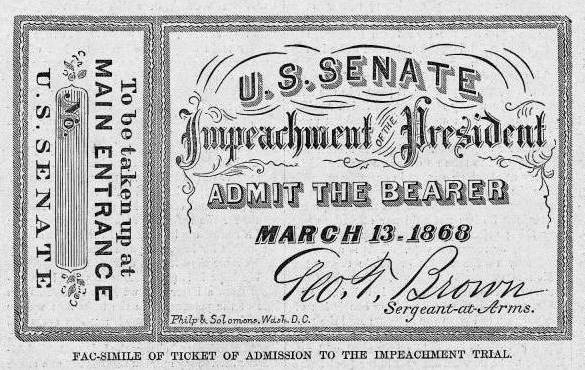 To be taken up at
MAIN ENTRANCE
No.
U.S. SENATE
U.S. SENATE
Impeachment OF THE President
ADMIT THE BEARER
MARCH 13-1868
Geo. T. Brown
Sergeant-at-Arms.
Philp & Solomons, Wash. D.C.
FAC-SIMILE OF TICKET OF ADMISSION TO THE IMPEACHMENT TRIAL.